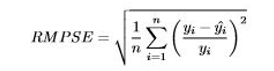 RMPSE = \sqrt{\frac{1}{n} \sum_{i=1}^{n} \left( \frac{y_i - \hat{y_i}}{y_i} \right)^2}